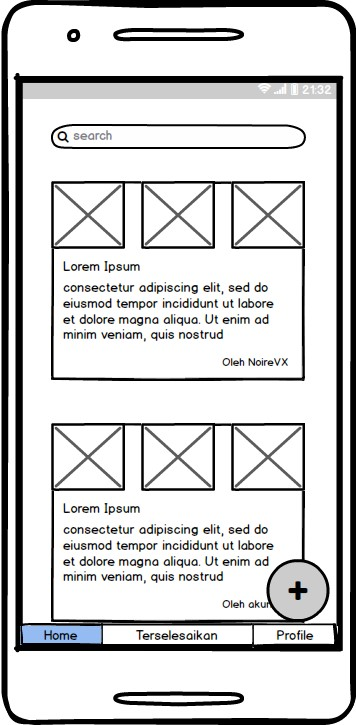 21:32
search
Lorem Ipsum
consectetur adipiscing elit, sed do
eiusmod tempor incididunt ut labore
et dolore magna aliqua. Ut enim ad
minim veniam, quis nostrud
Oleh NoireVX
Lorem Ipsum
consectetur adipiscing elit, sed do
eiusmod tempor incididunt ut labore
et dolore magna aliqua. Ut enim ad
minim veniam, quis nostrud
Oleh
Home Terselesaikan Profile